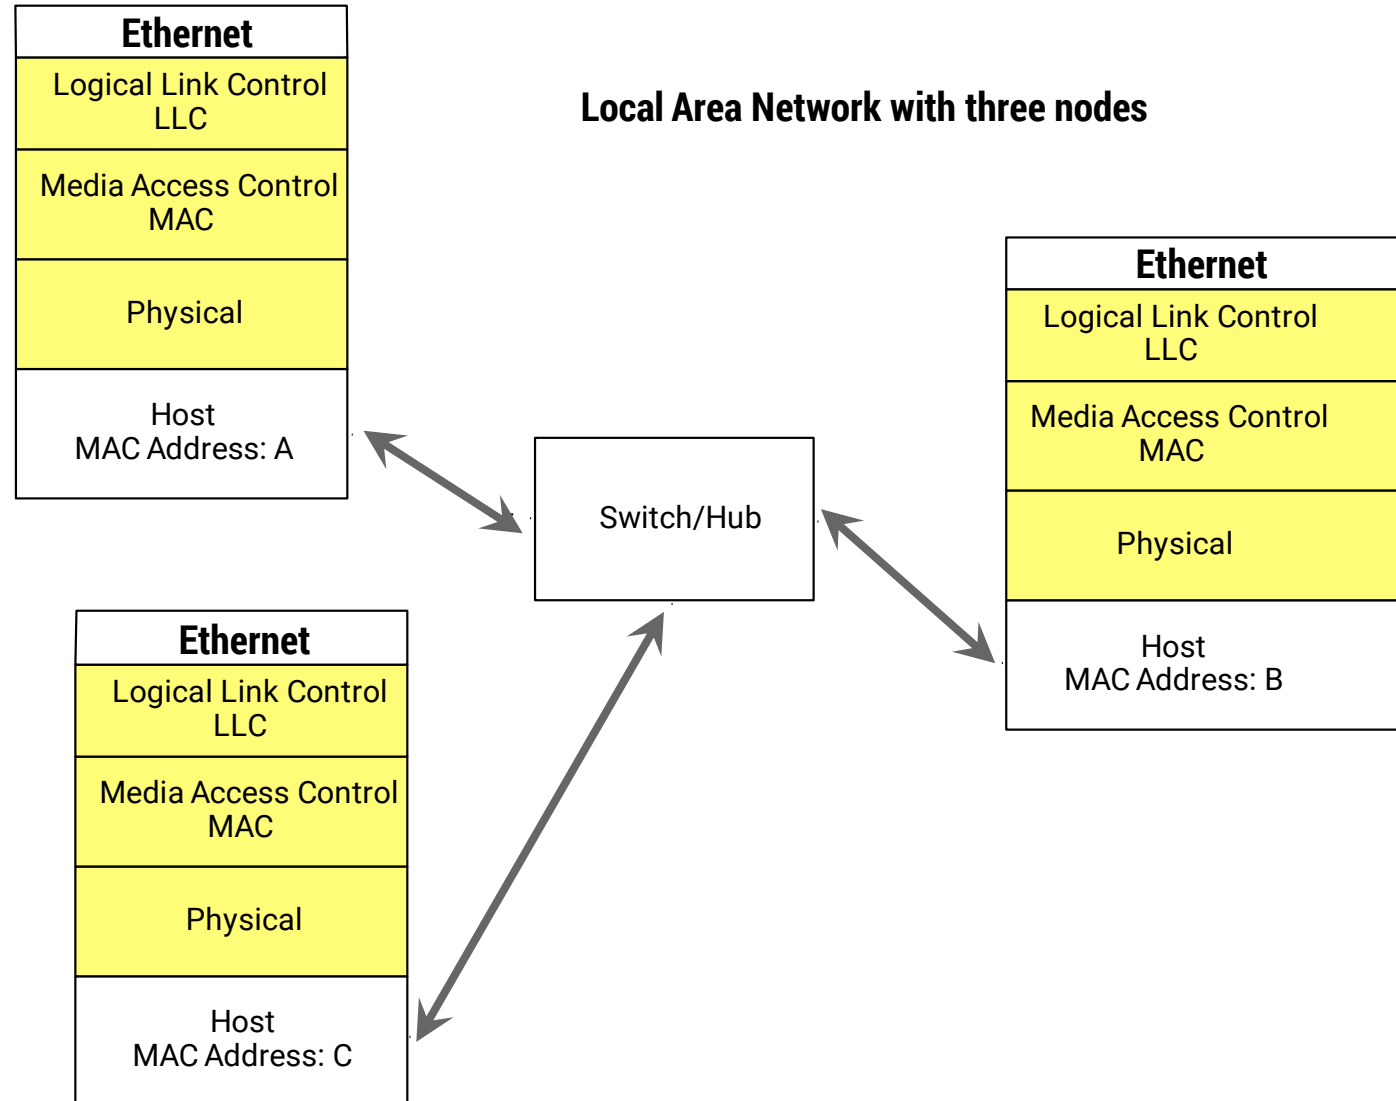 Ethernet
Logical Link Control
LLC
Media Access Control
MAC
Physical
Host
MAC Address: A
Local Area Network with three nodes
Switch/Hub
Ethernet
Logical Link Control
LLC
Media Access Control
MAC
Physical
Host
MAC Address: B
Ethernet
Logical Link Control
LLC
Media Access Control
MAC
Physical
Host
MAC Address: C